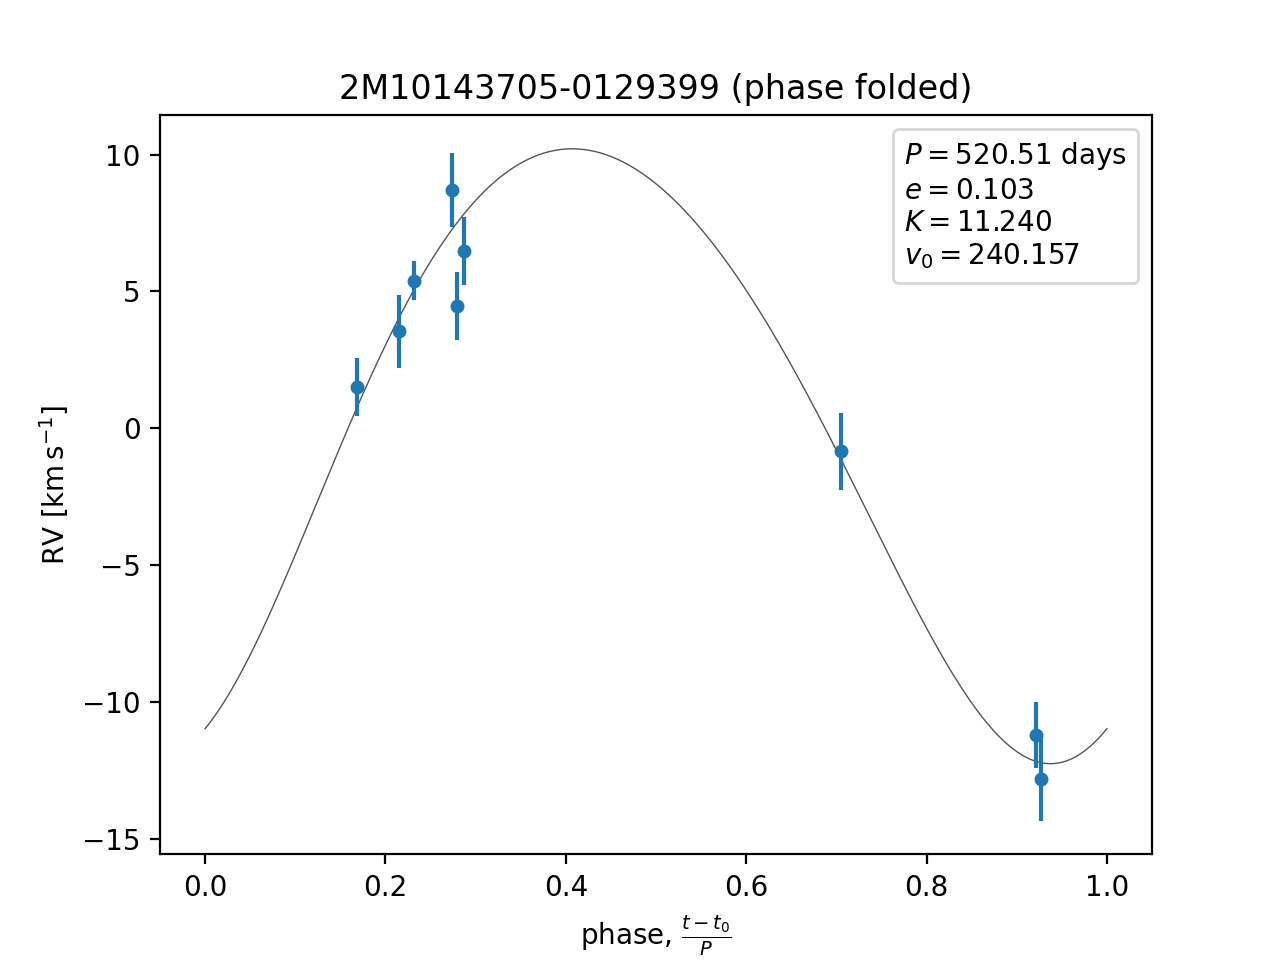 2M10143705-0129399 (phase folded)
P = 520.51 days
e = 0.103
K = 11.240
v₀ = 240.157
10
5
0
−5
−10
−15
RV [km s⁻¹]
0.0 0.2 0.4 0.6 0.8 1.0
phase, (t − t₀)/P